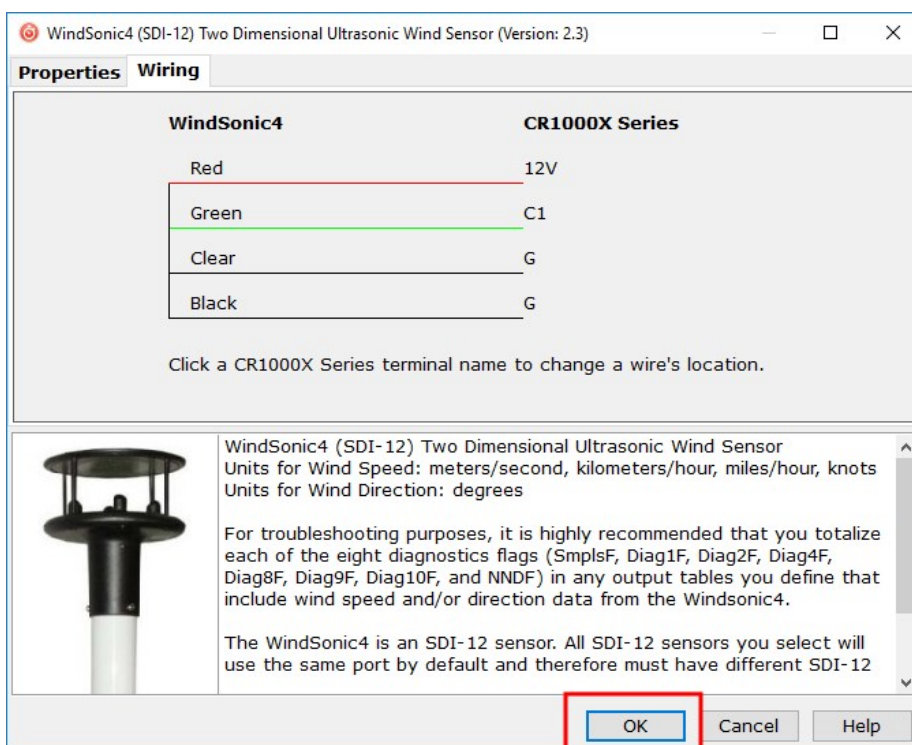 WindSonic4 (SDI-12) Two Dimensional Ultrasonic Wind Sensor (Version: 2.3)
Properties Wiring
WindSonic4 CR1000X Series
Red 12V
Green C1
Clear G
Black G
Click a CR1000X Series terminal name to change a wire's location.
WindSonic4 (SDI-12) Two Dimensional Ultrasonic Wind Sensor
Units for Wind Speed: meters/second, kilometers/hour, miles/hour, knots
Units for Wind Direction: degrees
For troubleshooting purposes, it is highly recommended that you totalize
each of the eight diagnostics flags (SmplsF, Diag1F, Diag2F, Diag4F,
Diag8F, Diag9F, Diag10F, and NNDF) in any output tables you define that
include wind speed and/or direction data from the Windsonic4.
The WindSonic4 is an SDI-12 sensor. All SDI-12 sensors you select will
use the same port by default and therefore must have different SDI-12
OK Cancel Help